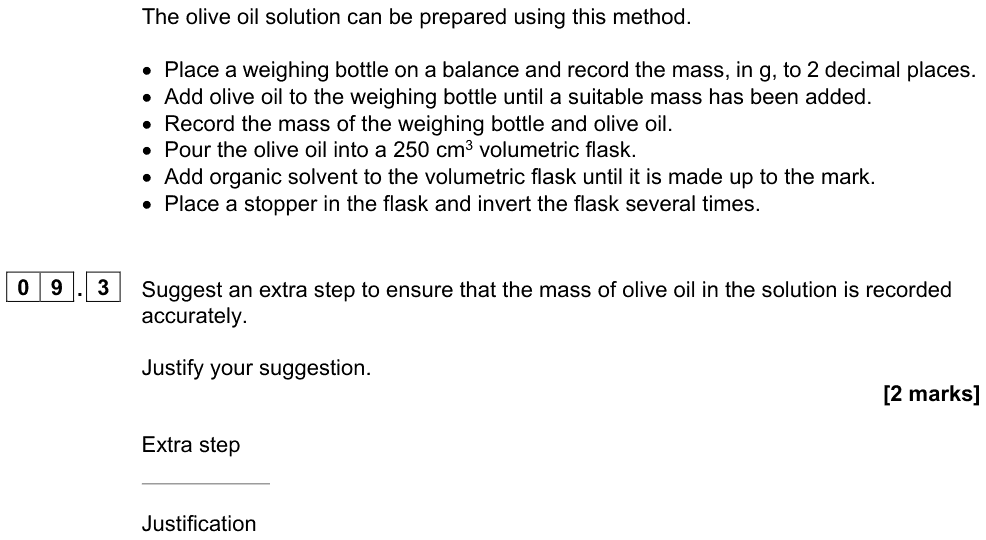 The olive oil solution can be prepared using this method.
• Place a weighing bottle on a balance and record the mass, in g, to 2 decimal places.
• Add olive oil to the weighing bottle until a suitable mass has been added.
• Record the mass of the weighing bottle and olive oil.
• Pour the olive oil into a 250 cm³ volumetric flask.
• Add organic solvent to the volumetric flask until it is made up to the mark.
• Place a stopper in the flask and invert the flask several times.
0 9 . 3 Suggest an extra step to ensure that the mass of olive oil in the solution is recorded
accurately.
Justify your suggestion.
[2 marks]
Extra step
Justification